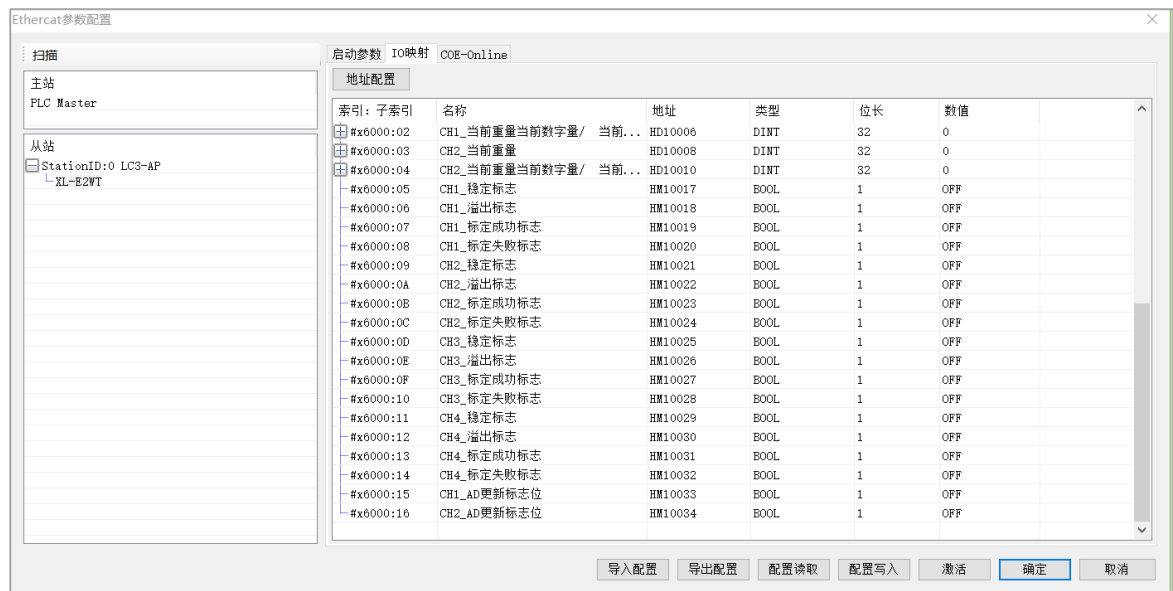 Ethercat参数配置
扫描
主站
PLC Master
从站
StationID:0 LC3-AP
XL-E2WT
启动参数 IO映射 COE-Online
地址配置
索引: 子索引 名称 地址 类型 位长 数值
#x6000:02 CH1_当前重量当前数字量/ 当前... HD10006 DINT 32 0
#x6000:03 CH2_当前重量 HD10008 DINT 32 0
#x6000:04 CH2_当前重量当前数字量/ 当前... HD10010 DINT 32 0
#x6000:05 CH1_稳定标志 HM10017 BOOL 1 OFF
#x6000:06 CH1_溢出标志 HM10018 BOOL 1 OFF
#x6000:07 CH1_标定成功标志 HM10019 BOOL 1 OFF
#x6000:08 CH1_标定失败标志 HM10020 BOOL 1 OFF
#x6000:09 CH2_稳定标志 HM10021 BOOL 1 OFF
#x6000:0A CH2_溢出标志 HM10022 BOOL 1 OFF
#x6000:0B CH2_标定成功标志 HM10023 BOOL 1 OFF
#x6000:0C CH2_标定失败标志 HM10024 BOOL 1 OFF
#x6000:0D CH3_稳定标志 HM10025 BOOL 1 OFF
#x6000:0E CH3_溢出标志 HM10026 BOOL 1 OFF
#x6000:0F CH3_标定成功标志 HM10027 BOOL 1 OFF
#x6000:10 CH3_标定失败标志 HM10028 BOOL 1 OFF
#x6000:11 CH4_稳定标志 HM10029 BOOL 1 OFF
#x6000:12 CH4_溢出标志 HM10030 BOOL 1 OFF
#x6000:13 CH4_标定成功标志 HM10031 BOOL 1 OFF
#x6000:14 CH4_标定失败标志 HM10032 BOOL 1 OFF
#x6000:15 CH1_AD更新标志位 HM10033 BOOL 1 OFF
#x6000:16 CH2_AD更新标志位 HM10034 BOOL 1 OFF
导入配置 导出配置 配置读取 配置写入 激活 确定 取消